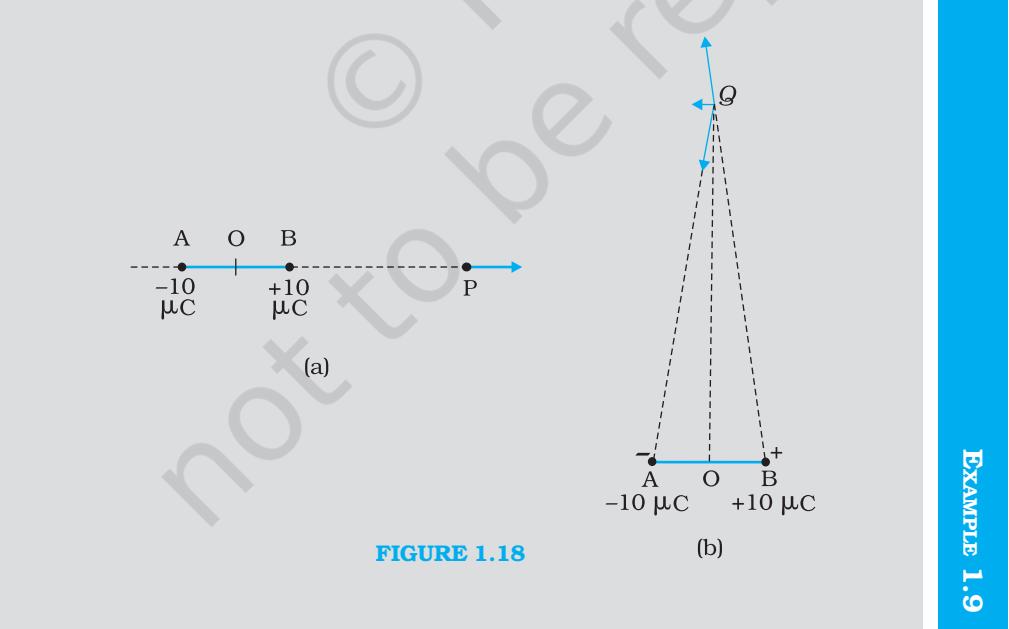 © 
not to be re
A O B
–10 +10
µC µC
P
(a)
Q
– +
A O B
–10 µC +10 µC
(b)
FIGURE 1.18
EXAMPLE 1.9